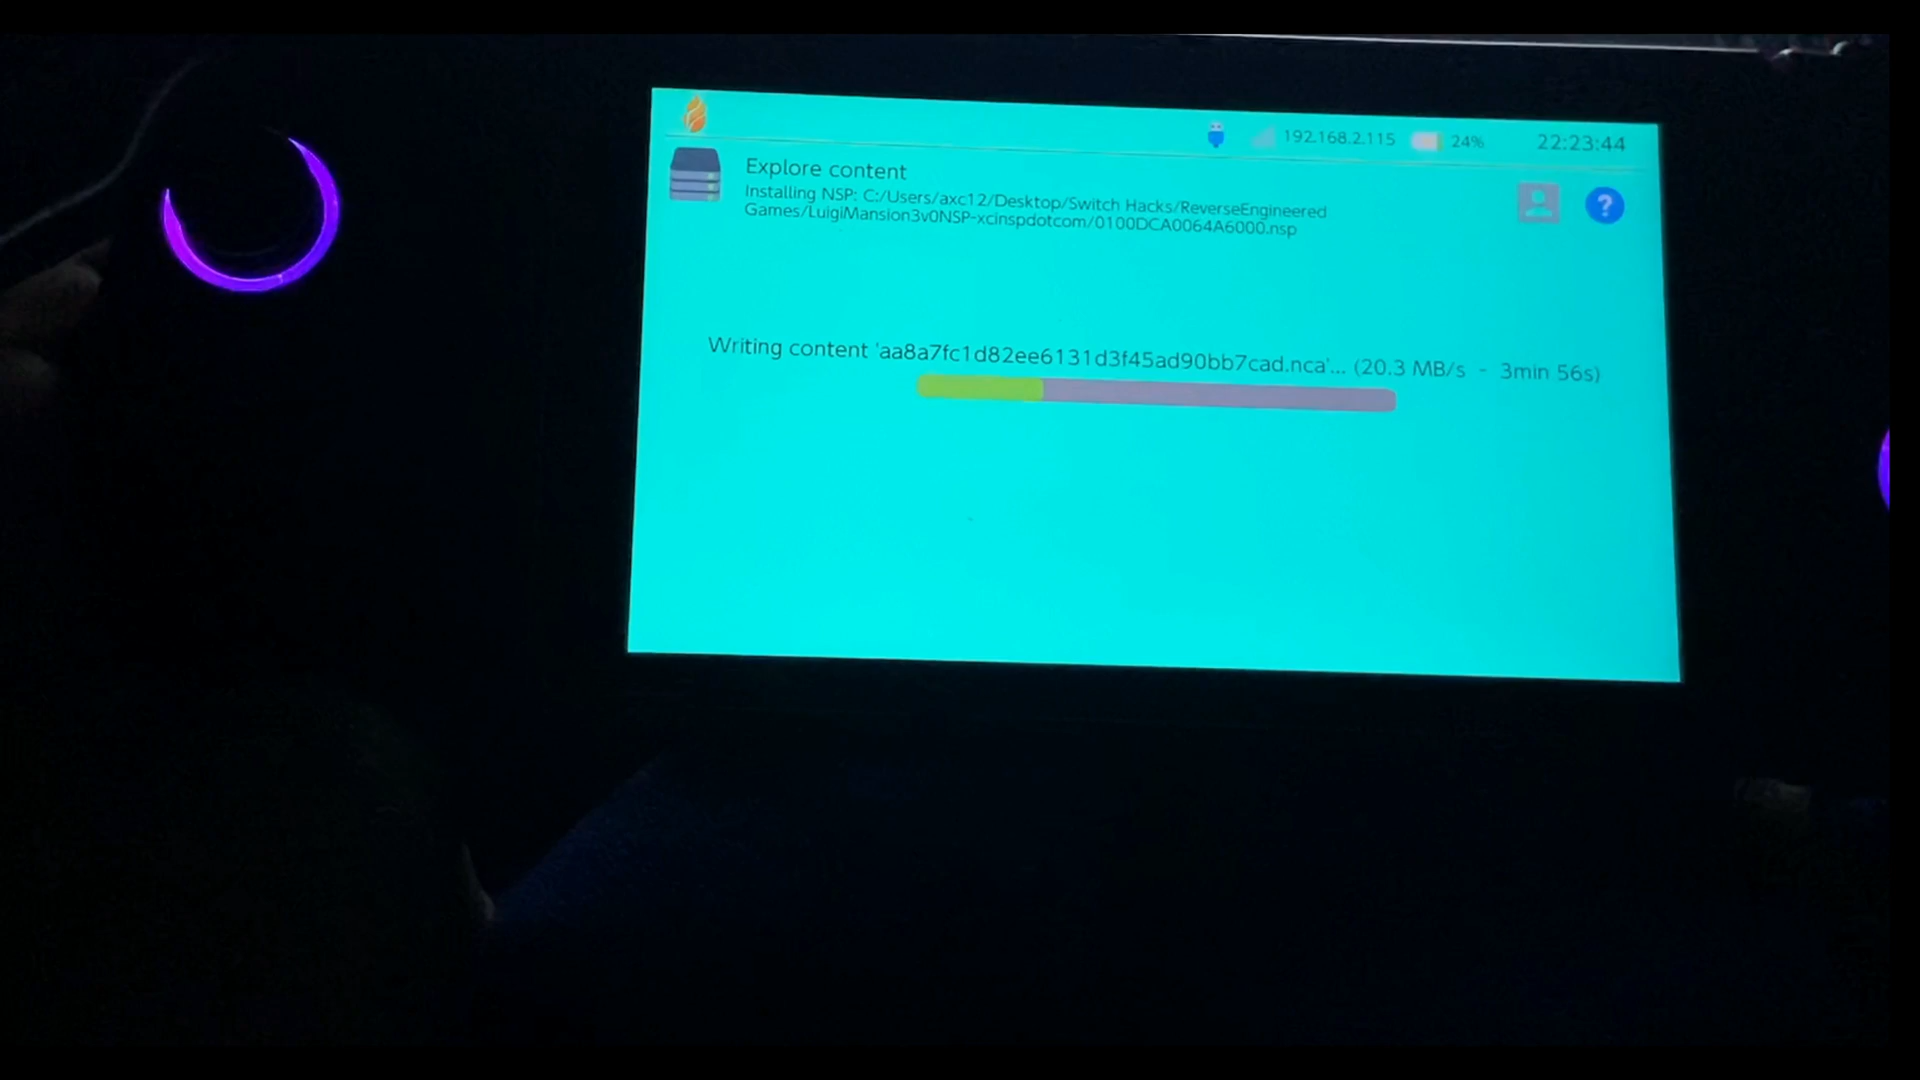 192.168.2.115 24% 22:23:44
Explore content
Installing NSP: C:/Users/axc12/Desktop/Switch Hacks/ReverseEngineered
Games/LuigiMansion3v0NSP-xcinspdotcom/0100DCA0064A6000.nsp
Writing content 'aa8a7fc1d82ee6131d3f45ad90bb7cad.nca'... (20.3 MB/s - 3min 56s)
?